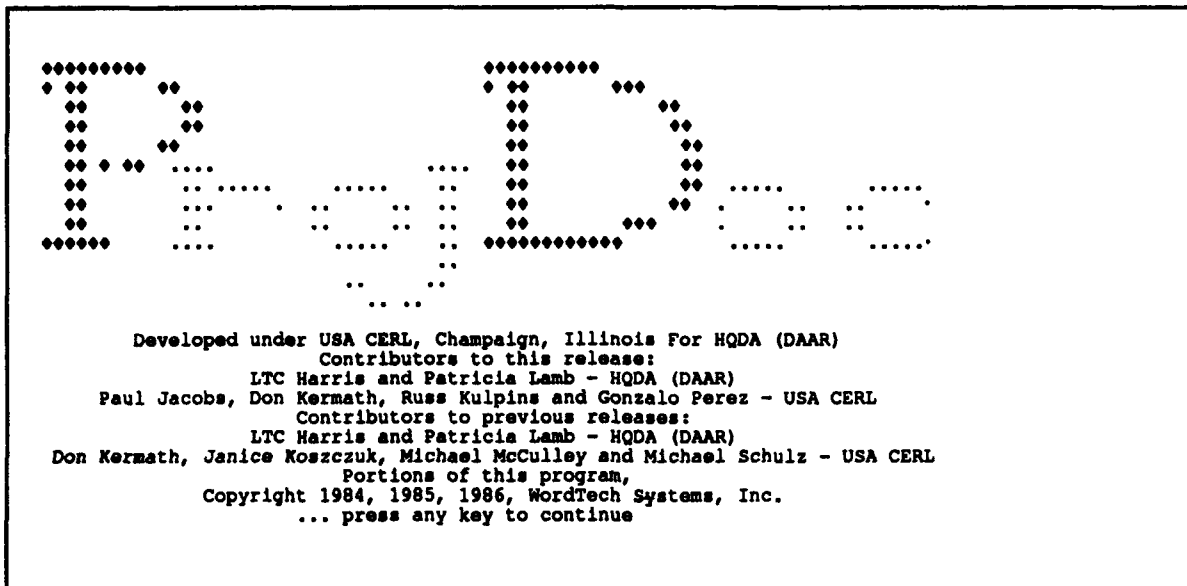 ProjDoc
Developed under USA CERL, Champaign, Illinois For HQDA (DAAR)
Contributors to this release:
LTC Harris and Patricia Lamb - HQDA (DAAR)
Paul Jacobs, Don Kermath, Russ Kulpins and Gonzalo Perez - USA CERL
Contributors to previous releases:
LTC Harris and Patricia Lamb - HQDA (DAAR)
Don Kermath, Janice Koszczuk, Michael McCulley and Michael Schulz - USA CERL
Portions of this program,
Copyright 1984, 1985, 1986, WordTech Systems, Inc.
... press any key to continue